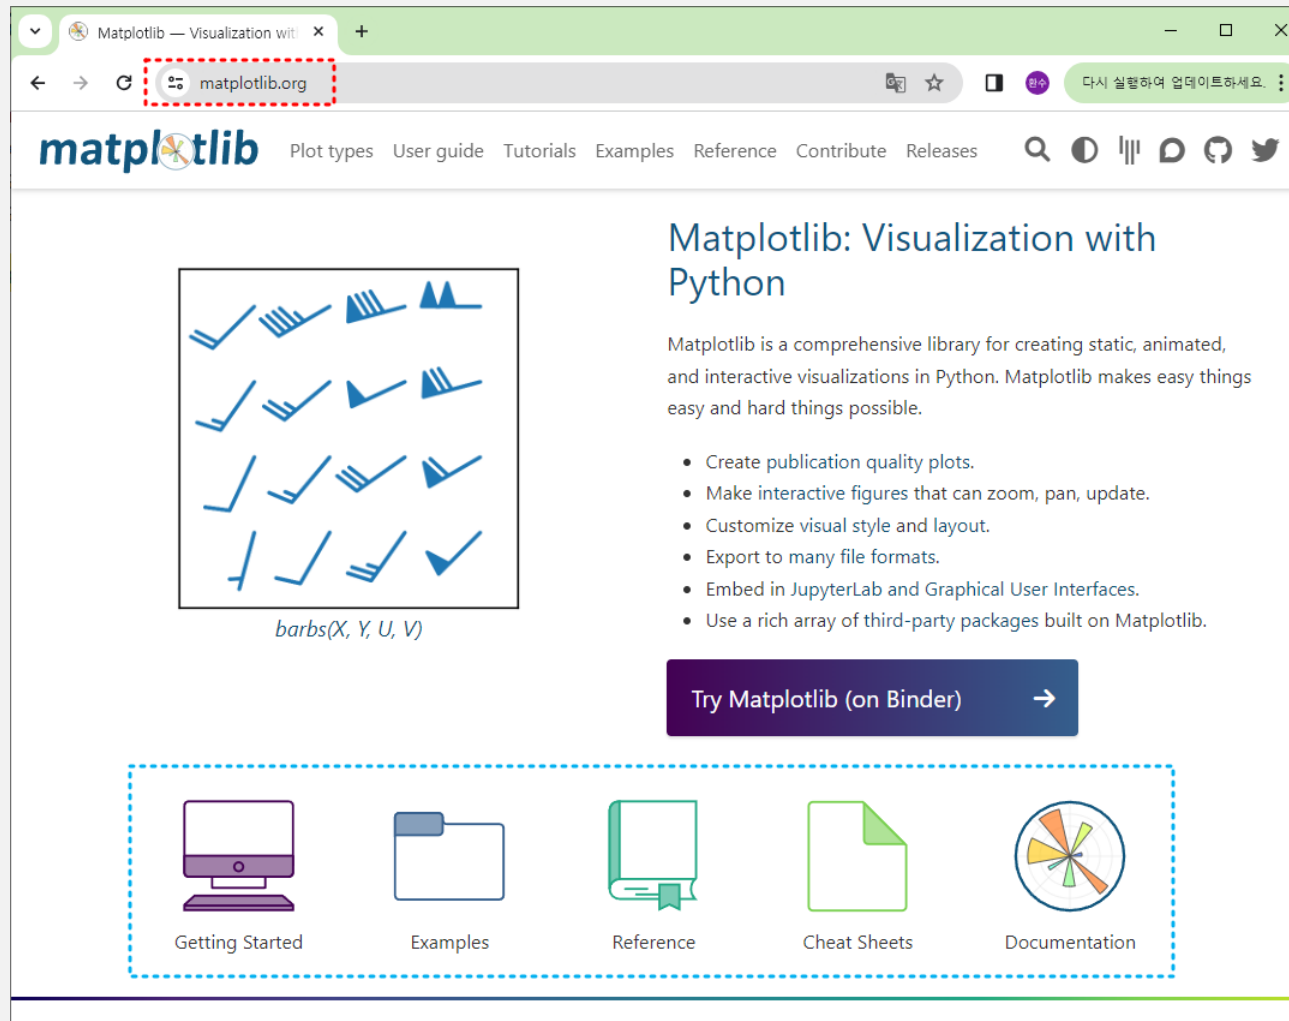 Matplotlib — Visualization wit
matplotlib.org
환수
다시 실행하여 업데이트하세요.
matplotlib
Plot types User guide Tutorials Examples Reference Contribute Releases
Matplotlib: Visualization with
Python
Matplotlib is a comprehensive library for creating static, animated,
and interactive visualizations in Python. Matplotlib makes easy things
easy and hard things possible.
Create publication quality plots.
Make interactive figures that can zoom, pan, update.
Customize visual style and layout.
Export to many file formats.
Embed in JupyterLab and Graphical User Interfaces.
Use a rich array of third-party packages built on Matplotlib.
barbs(X, Y, U, V)
Try Matplotlib (on Binder)
Getting Started Examples Reference Cheat Sheets Documentation